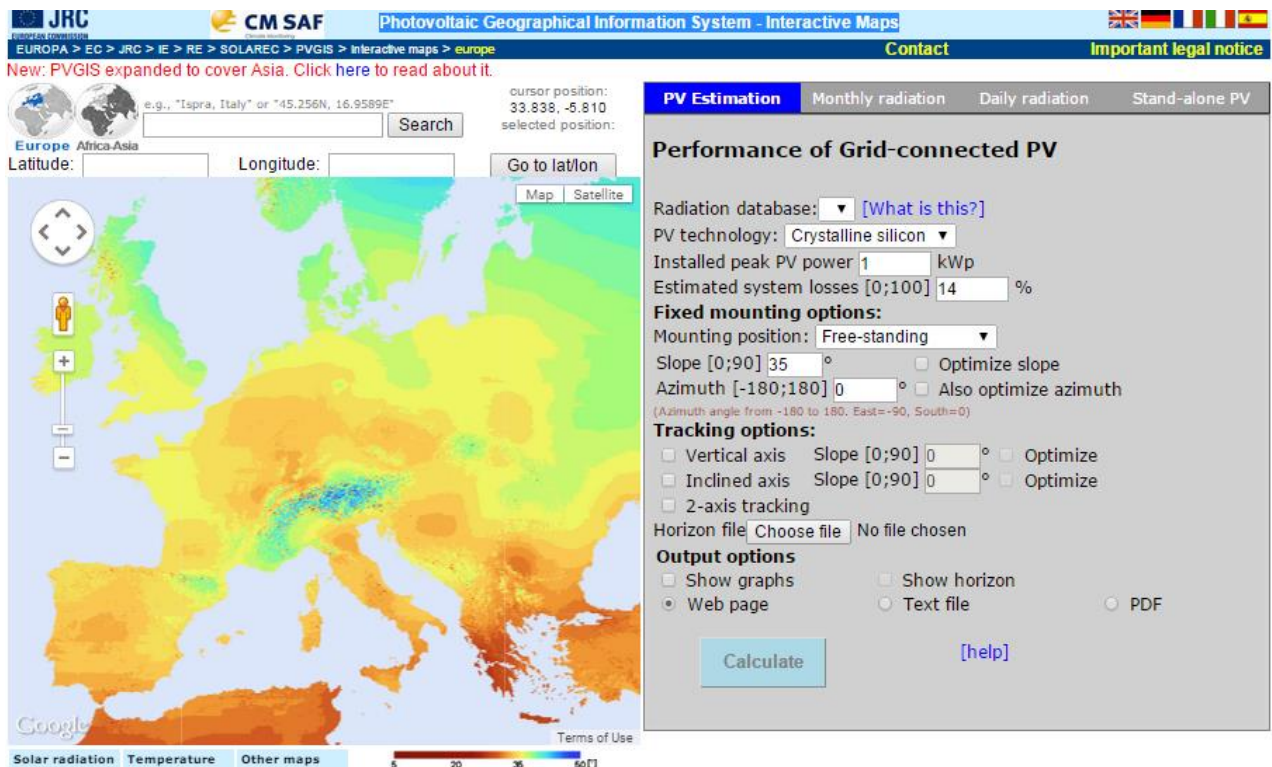 JRC
EUROPEAN COMMISSION
CM SAF
Photovoltaic Geographical Information System - Interactive Maps
EUROPA > EC > JRC > IE > RE > SOLAREC > PVGIS > Interactive maps > europe
Contact
Important legal notice
New: PVGIS expanded to cover Asia. Click here to read about it.
e.g., "Ispra, Italy" or "45.256N, 16.9589E"
Search
cursor position:
33.838, -5.810
selected position:
Europe Africa-Asia
Latitude:
Longitude:
Go to lat/lon
Map
Satellite
Google
Terms of Use
Solar radiation
Temperature
Other maps
5 20 35 50 [°]
PV Estimation
Monthly radiation
Daily radiation
Stand-alone PV
Performance of Grid-connected PV
Radiation database: [What is this?]
PV technology: Crystalline silicon
Installed peak PV power 1 kWp
Estimated system losses [0;100] 14 %
Fixed mounting options:
Mounting position: Free-standing
Slope [0;90] 35 ° Optimize slope
Azimuth [-180;180] 0 ° Also optimize azimuth
(Azimuth angle from -180 to 180. East=-90, South=0)
Tracking options:
Vertical axis Slope [0;90] 0 ° Optimize
Inclined axis Slope [0;90] 0 ° Optimize
2-axis tracking
Horizon file Choose file No file chosen
Output options
Show graphs Show horizon
Web page Text file PDF
Calculate
[help]